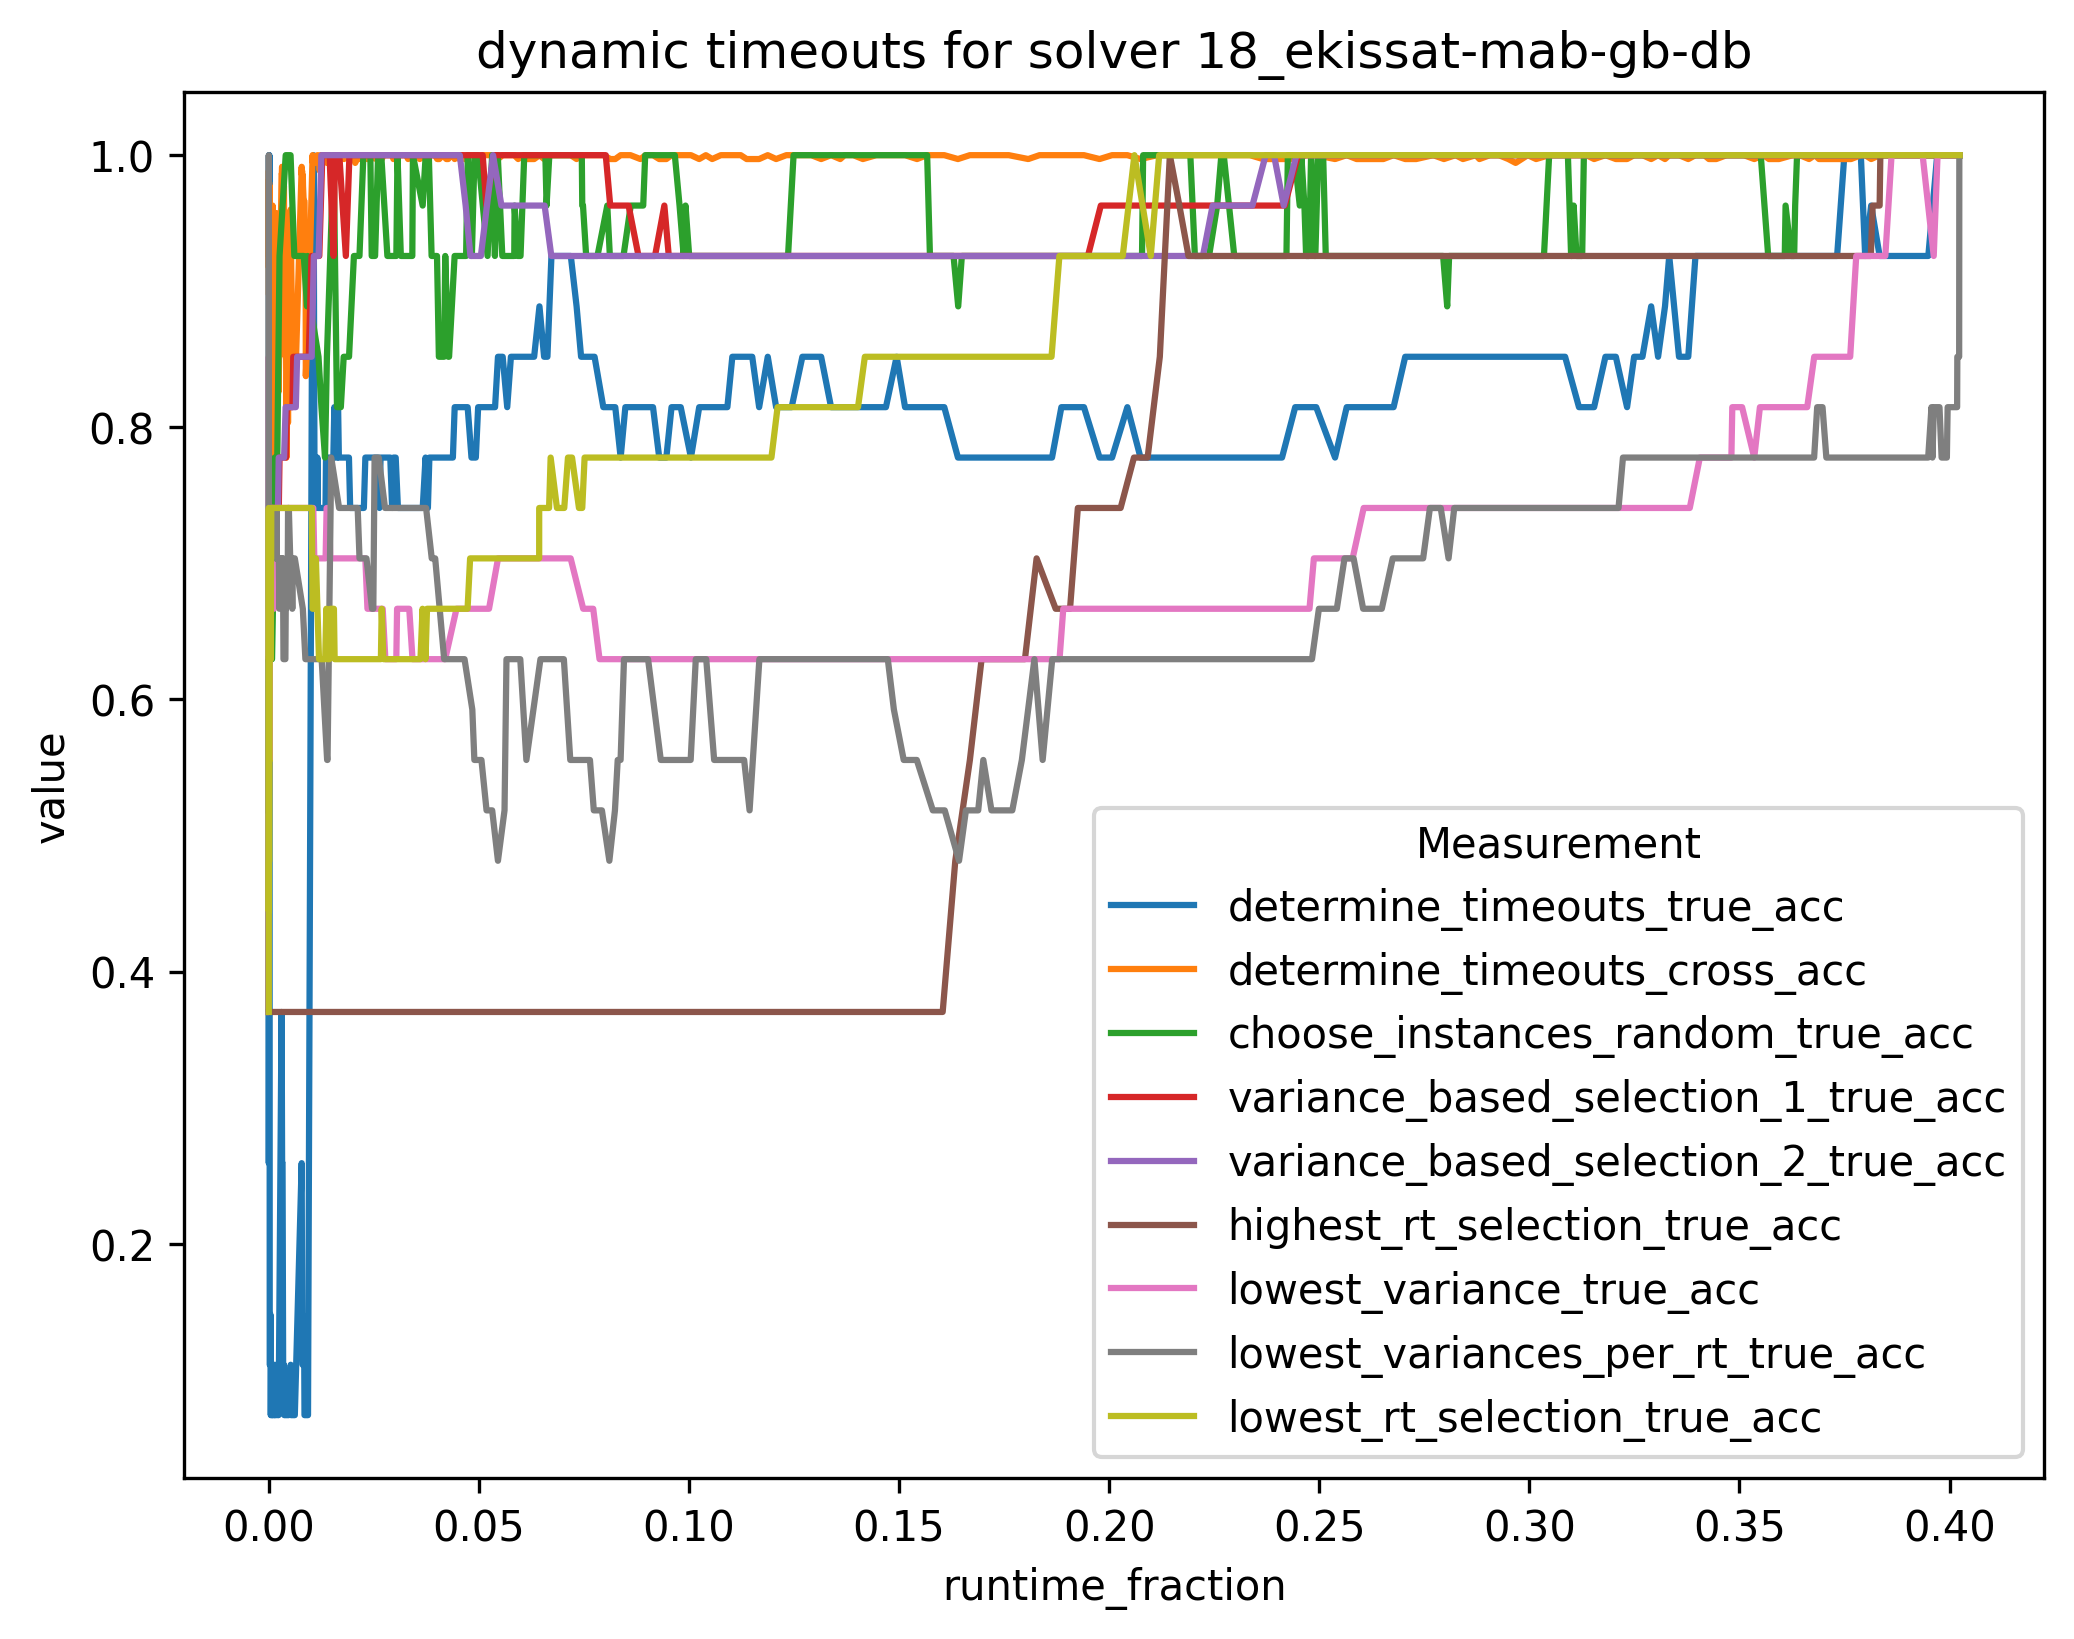 dynamic timeouts for solver 18_ekissat-mab-gb-db
1.0
0.8
0.6
0.4
0.2
value
Measurement
determine_timeouts_true_acc
determine_timeouts_cross_acc
choose_instances_random_true_acc
variance_based_selection_1_true_acc
variance_based_selection_2_true_acc
highest_rt_selection_true_acc
lowest_variance_true_acc
lowest_variances_per_rt_true_acc
lowest_rt_selection_true_acc
0.00 0.05 0.10 0.15 0.20 0.25 0.30 0.35 0.40
runtime_fraction